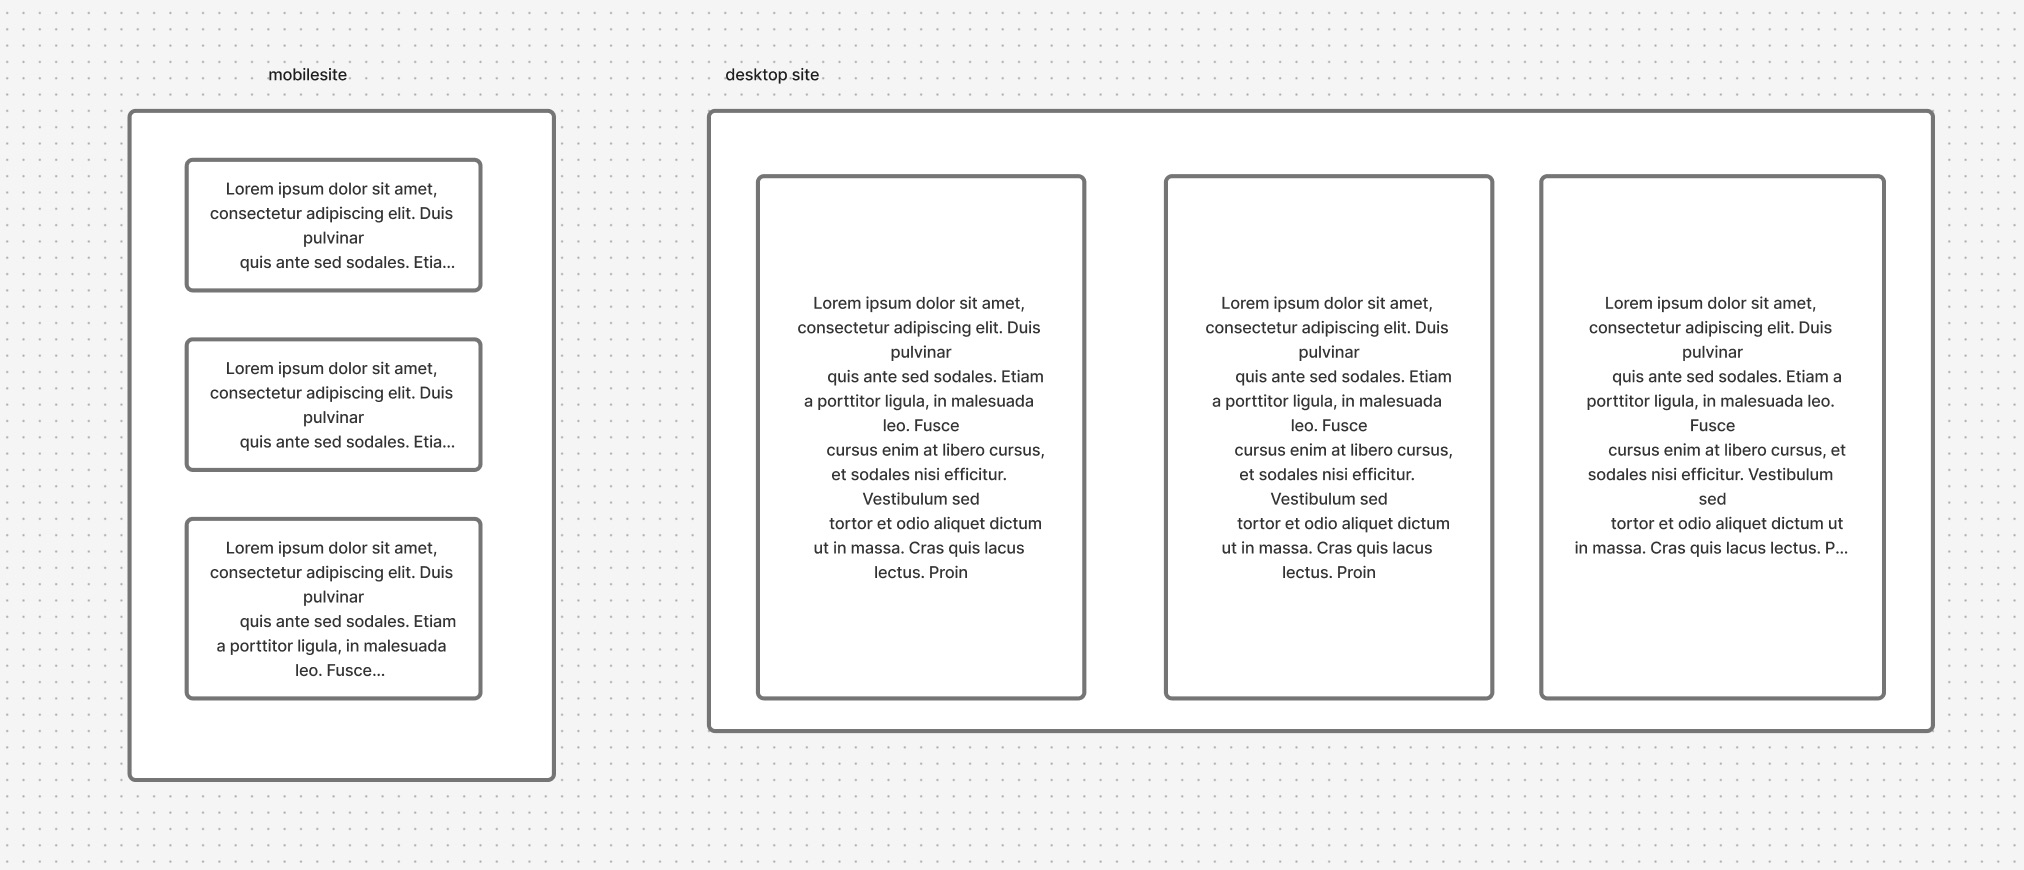 mobilesite
Lorem ipsum dolor sit amet,
consectetur adipiscing elit. Duis
pulvinar
quis ante sed sodales. Etia...
Lorem ipsum dolor sit amet,
consectetur adipiscing elit. Duis
pulvinar
quis ante sed sodales. Etia...
Lorem ipsum dolor sit amet,
consectetur adipiscing elit. Duis
pulvinar
quis ante sed sodales. Etiam
a porttitor ligula, in malesuada
leo. Fusce...
desktop site
Lorem ipsum dolor sit amet,
consectetur adipiscing elit. Duis
pulvinar
quis ante sed sodales. Etiam
a porttitor ligula, in malesuada
leo. Fusce
cursus enim at libero cursus,
et sodales nisi efficitur.
Vestibulum sed
tortor et odio aliquet dictum
ut in massa. Cras quis lacus
lectus. Proin
Lorem ipsum dolor sit amet,
consectetur adipiscing elit. Duis
pulvinar
quis ante sed sodales. Etiam
a porttitor ligula, in malesuada
leo. Fusce
cursus enim at libero cursus,
et sodales nisi efficitur.
Vestibulum sed
tortor et odio aliquet dictum
ut in massa. Cras quis lacus
lectus. Proin
Lorem ipsum dolor sit amet,
consectetur adipiscing elit. Duis
pulvinar
quis ante sed sodales. Etiam a
porttitor ligula, in malesuada leo.
Fusce
cursus enim at libero cursus, et
sodales nisi efficitur. Vestibulum
sed
tortor et odio aliquet dictum ut
in massa. Cras quis lacus lectus. P...